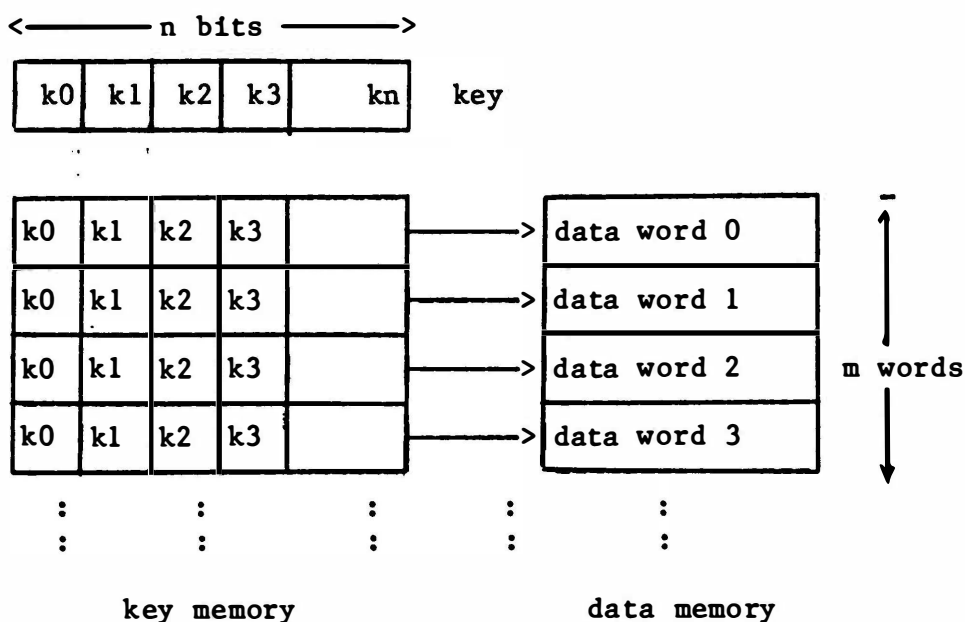 n bits
k0 k1 k2 k3 kn key
k0 k1 k2 k3 data word 0
k0 k1 k2 k3 data word 1
k0 k1 k2 k3 data word 2
m words
k0 k1 k2 k3 data word 3
key memory data memory